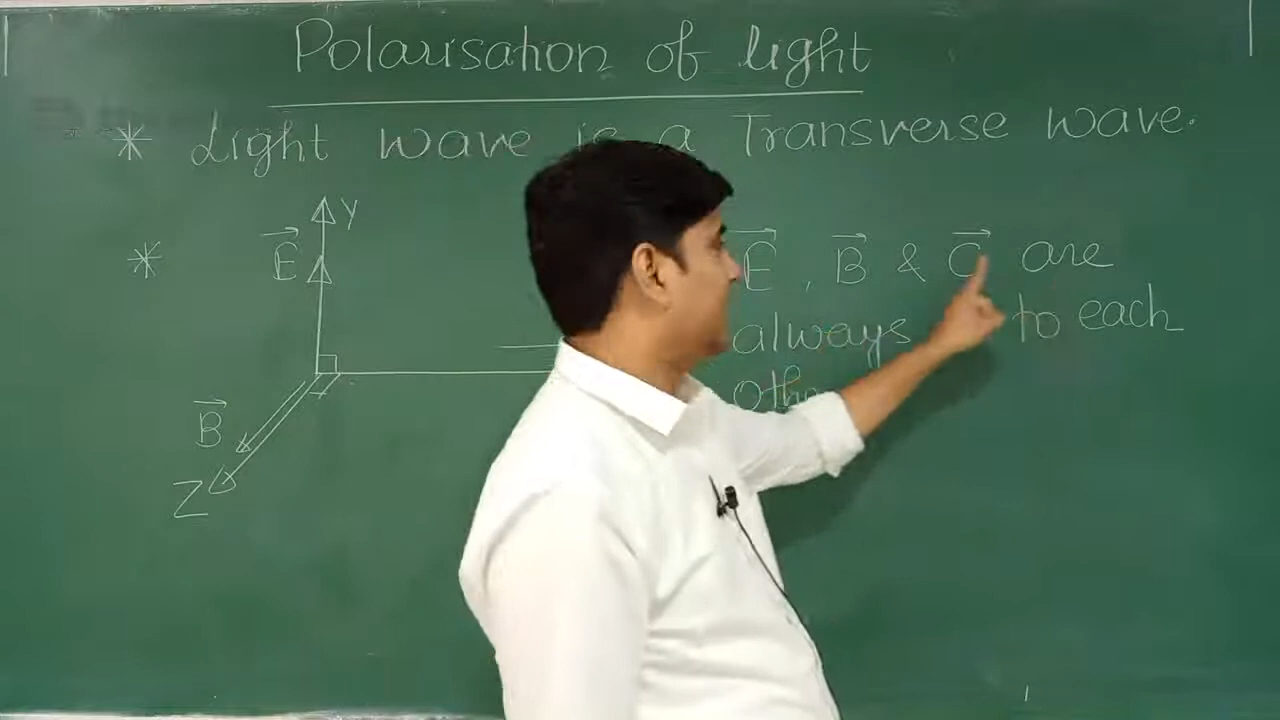 Polarisation of light
* Light wave is a Transverse wave.
Y
* E E , B & C are
always to each
B
Z